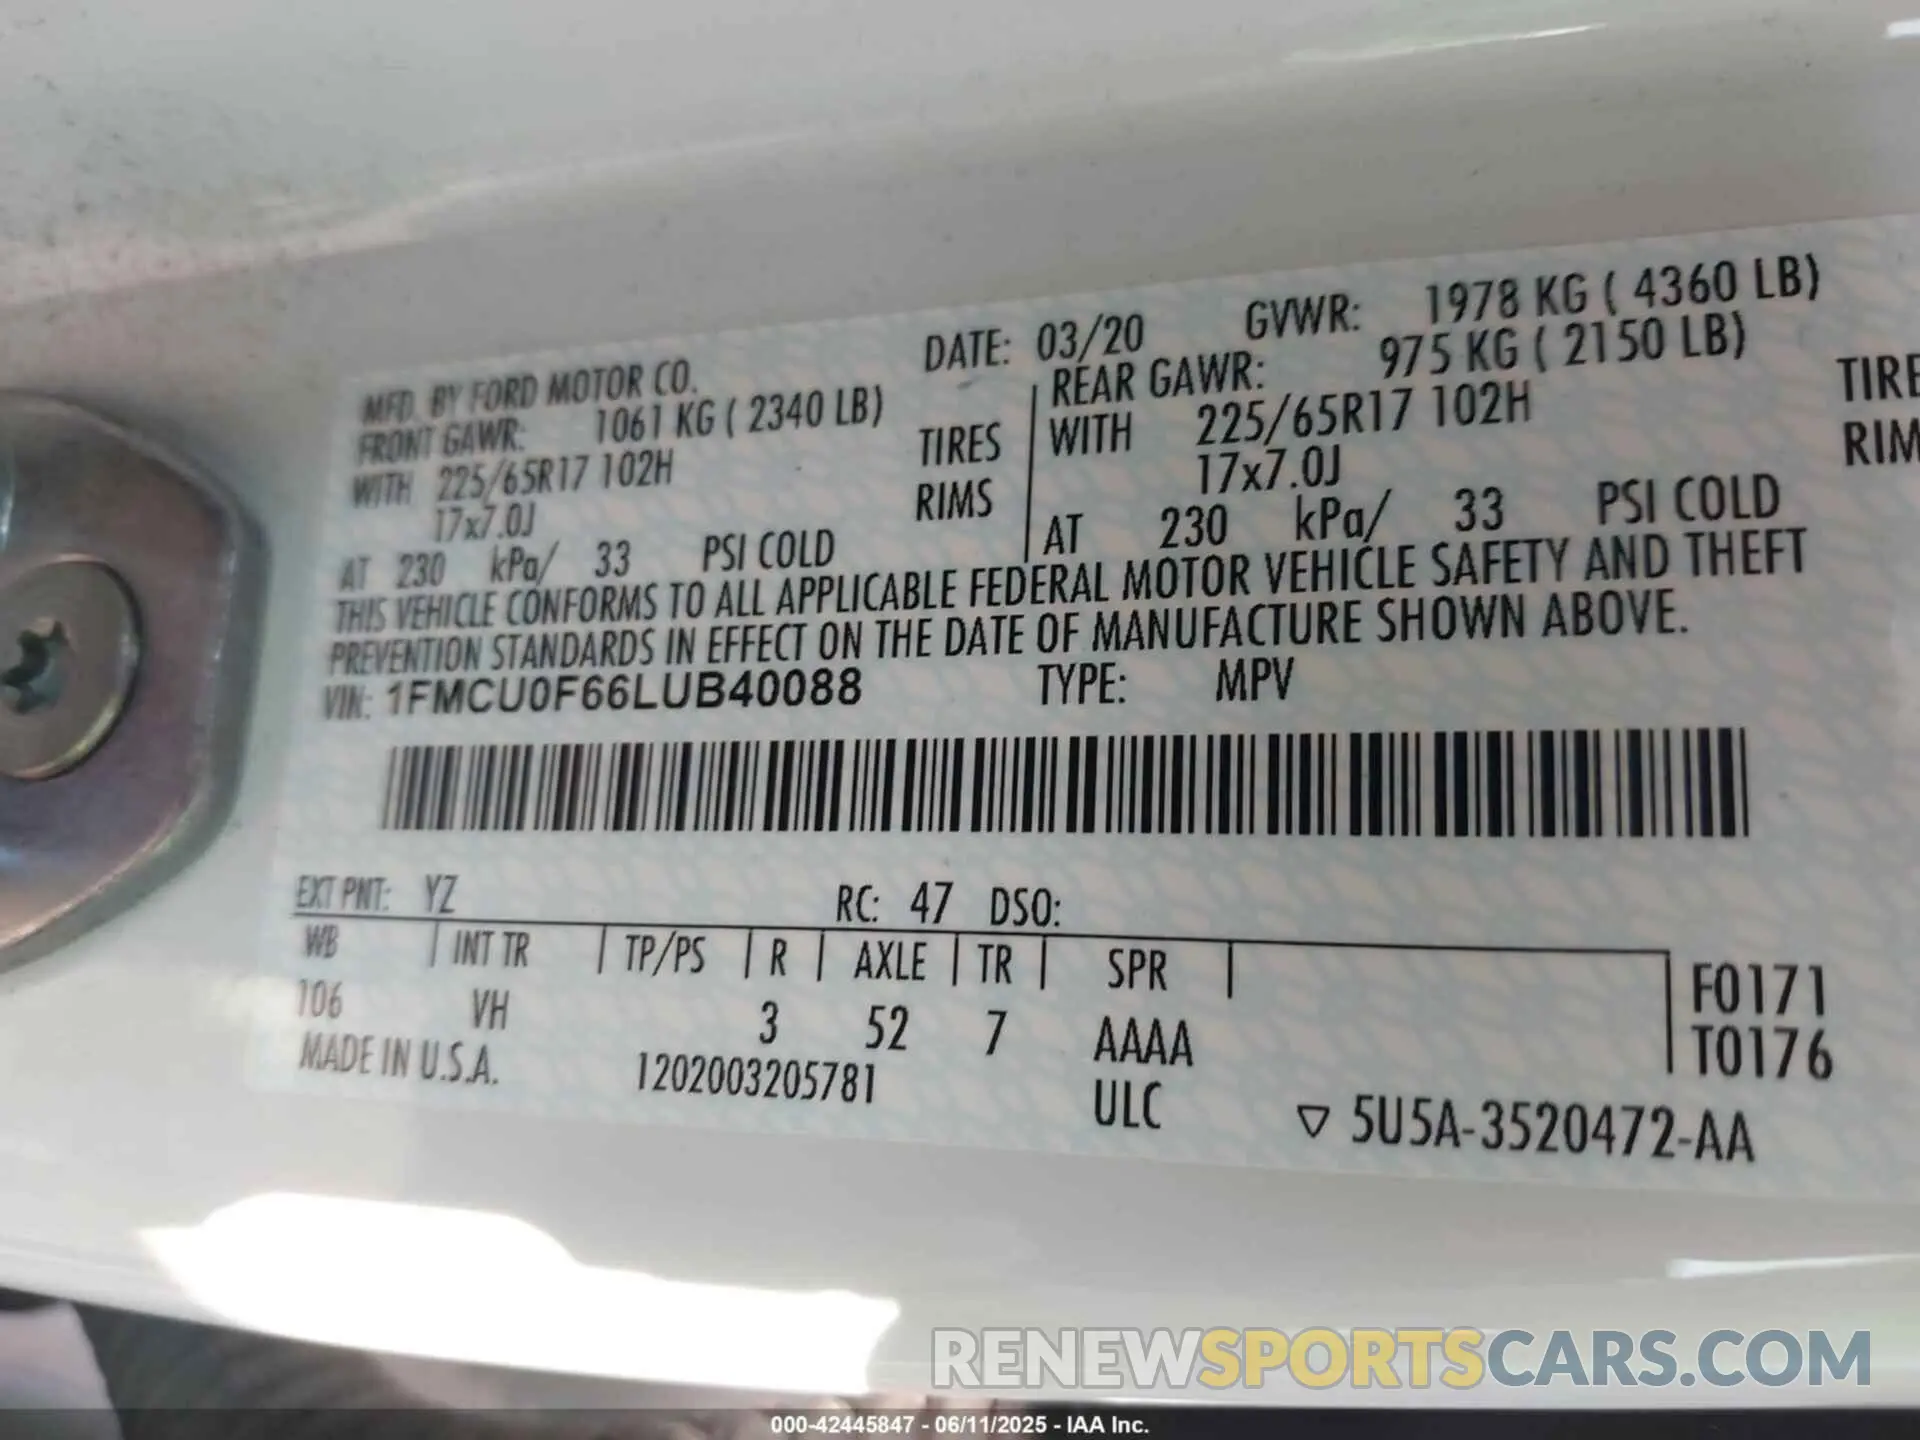 MFD. BY FORD MOTOR CO. DATE: 03/20 GVWR: 1978 KG ( 4360 LB)
FRONT GAWR: 1061 KG ( 2340 LB) REAR GAWR: 975 KG ( 2150 LB)
WITH 225/65R17 102H TIRES WITH 225/65R17 102H TIRE
17x7.0J RIMS 17x7.0J RIM
AT 230 kPa/ 33 PSI COLD AT 230 kPa/ 33 PSI COLD
THIS VEHICLE CONFORMS TO ALL APPLICABLE FEDERAL MOTOR VEHICLE SAFETY AND THEFT
PREVENTION STANDARDS IN EFFECT ON THE DATE OF MANUFACTURE SHOWN ABOVE.
VIN: 1FMCU0F66LUB40088 TYPE: MPV
EXT PNT: YZ RC: 47 DSO:
WB INT TR TP/PS R AXLE TR SPR F0171
106 VH 3 52 7 AAAA T0176
MADE IN U.S.A. 1202003205781 ULC ▽ 5U5A-3520472-AA
RENEWSPORTSCARS.COM
000-42445847 - 06/11/2025 - IAA Inc.